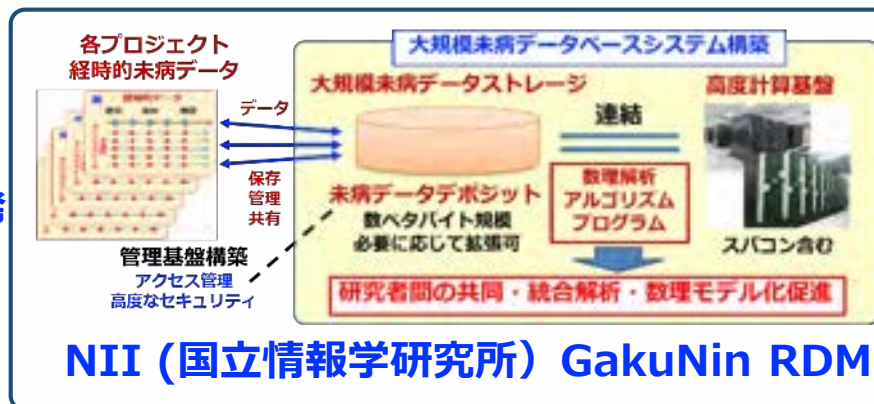 各プロジェクト
経時的未病データ
データ
保存
管理
共有
管理基盤構築
アクセス管理
高度なセキュリティ
大規模未病データベースシステム構築
大規模未病データストレージ
未病データデポジット
数ペタバイト規模
必要に応じて拡張可
連結
数理解析
アルゴリズム
プログラム
高度計算基盤
スパコン含む
研究者間の共同・統合解析・数理モデル化促進
NII (国立情報学研究所）GakuNin RDM